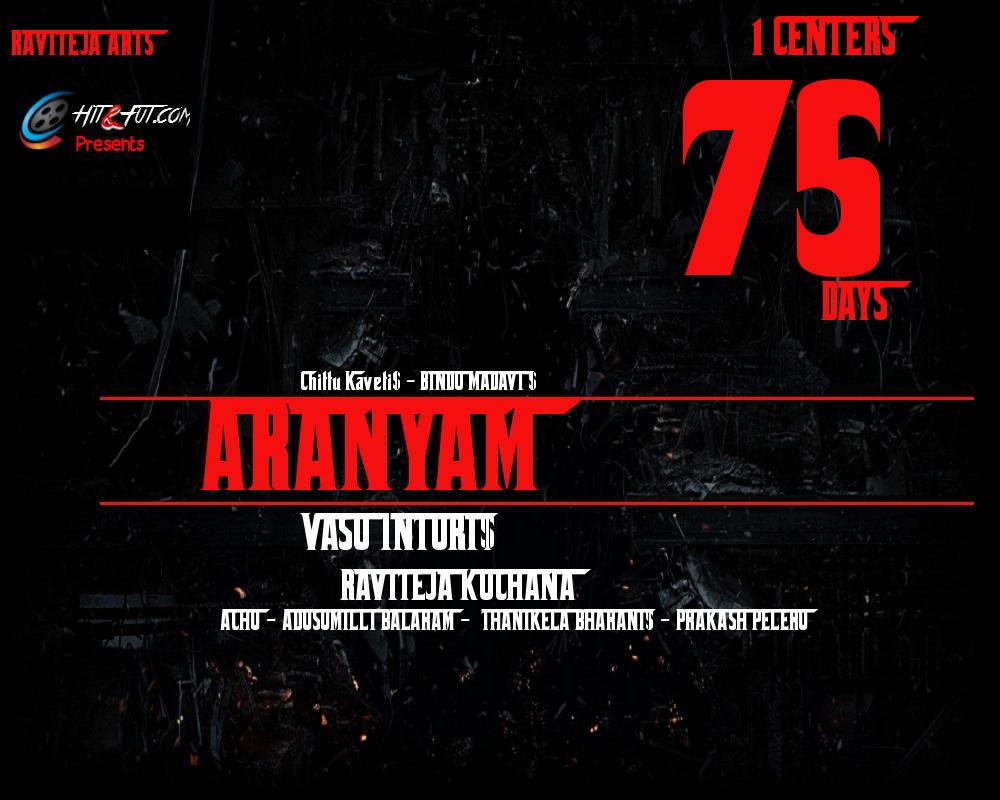 RAVITEJA ARTS
1 CENTERS
HIT&FUT.COM
Presents
75
DAYS
Chittu Kaveti$ - BINDU MADAVI'$
ARANYAM
VASU INTURI$
RAVITEJA KUCHANA
ACHU - ADUSUMILLI BALARAM - THANIKELA BHARANI$ - PRAKASH PELERU